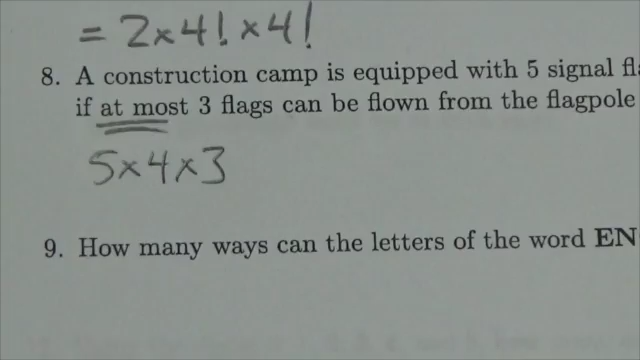 = 2 x 4! x 4!
8. A construction camp is equipped with 5 signal
if at most 3 flags can be flown from the flagpole
5 x 4 x 3
9. How many ways can the letters of the word EN